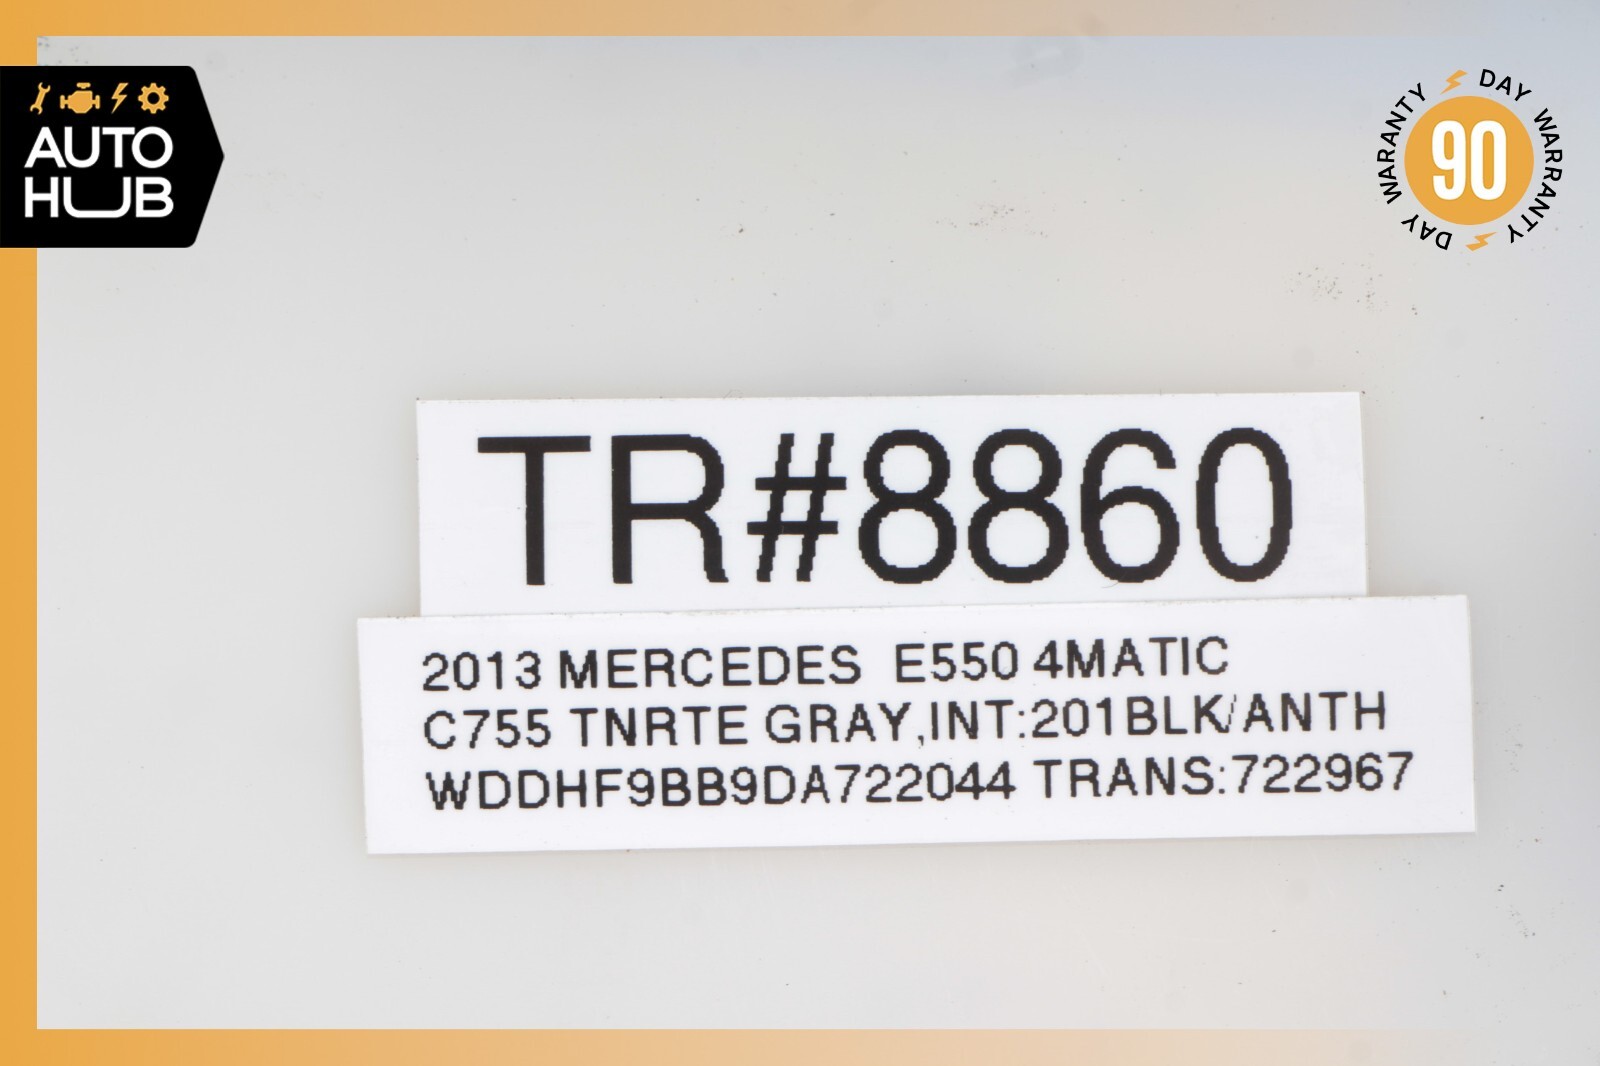 AUTO
HUB
DAY WARRANTY
DAY WARRANTY
90
TR#8860
2013 MERCEDES E550 4MATIC
C755 TNRTE GRAY,INT:201BLK/ANTH
WDDHF9BB9DA722044 TRANS:722967